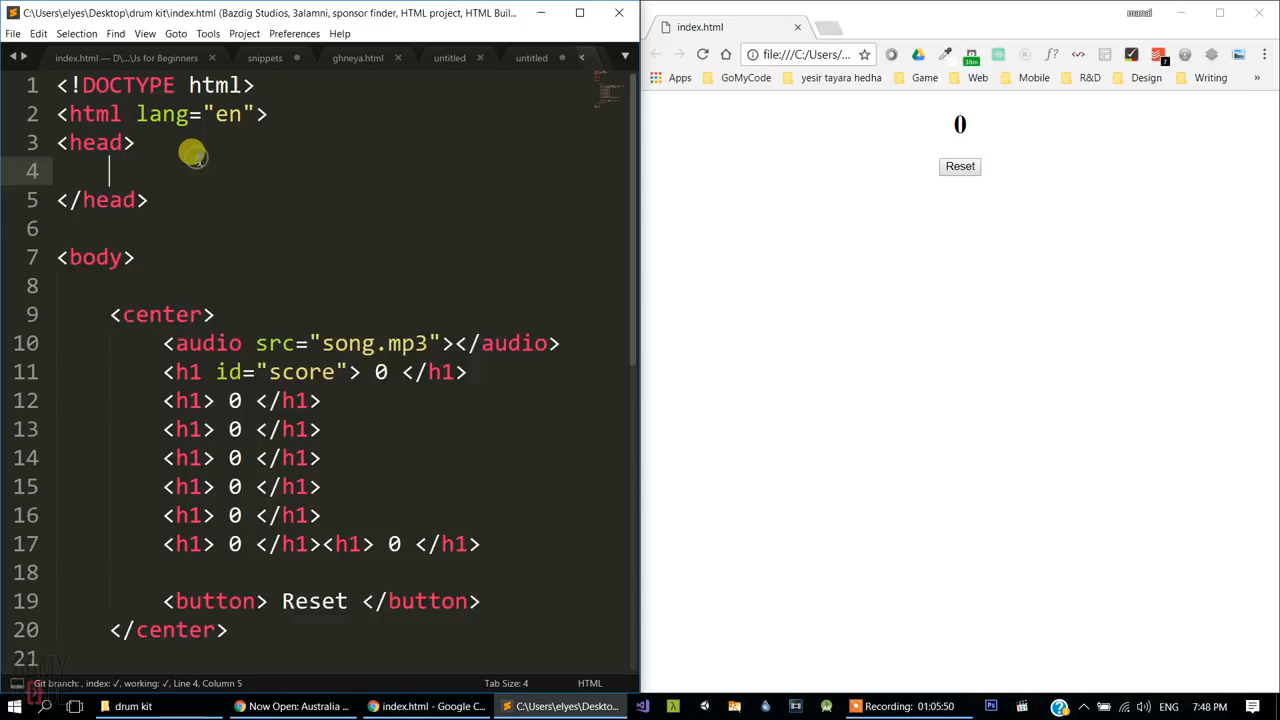 C:\Users\elyes\Desktop\drum kit\index.html (Bazdig Studios, 3alamni, sponsor finder, HTML project, HTML Bui...
File Edit Selection Find View Goto Tools Project Preferences Help
index.html — D\...\Js for Beginners snippets ghneya.html untitled untitled
1 <!DOCTYPE html>
2 <html lang="en">
3 <head>
4
5 </head>
6
7 <body>
8
9 <center>
10 <audio src="song.mp3"></audio>
11 <h1 id="score"> 0 </h1>
12 <h1> 0 </h1>
13 <h1> 0 </h1>
14 <h1> 0 </h1>
15 <h1> 0 </h1>
16 <h1> 0 </h1>
17 <h1> 0 </h1><h1> 0 </h1>
18
19 <button> Reset </button>
20 </center>
21
Git branch: , index: ✓, working: ✓, Line 4, Column 5 Tab Size: 4 HTML
index.html
manai
file:///C:/Users/...
38m
f?
7
Apps GoMyCode yesir tayara hedha Game Web Mobile R&D Design Writing
0
Reset
drum kit Now Open: Australia ... index.html - Google C... C:\Users\elyes\Deskto... Recording: 01:05:50 7:48 PM